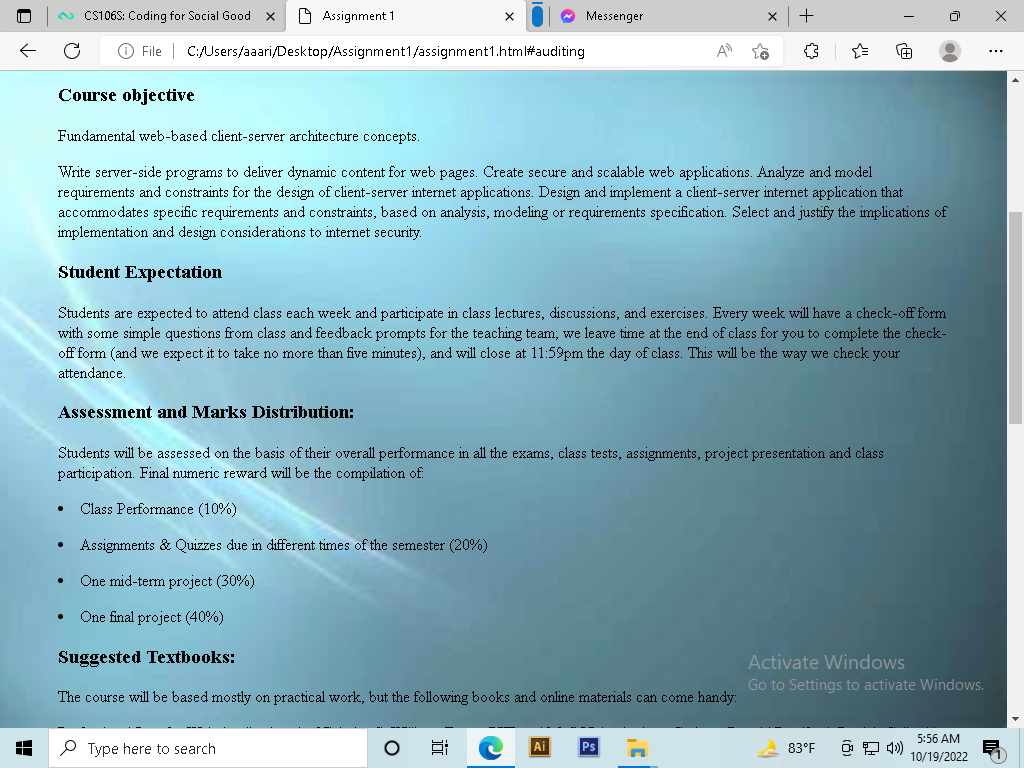 CS106S: Coding for Social Good
Assignment 1
Messenger
File
C:/Users/aaari/Desktop/Assignment1/assignment1.html#auditing
Course objective
Fundamental web-based client-server architecture concepts.
Write server-side programs to deliver dynamic content for web pages. Create secure and scalable web applications. Analyze and model
requirements and constraints for the design of client-server internet applications. Design and implement a client-server internet application that
accommodates specific requirements and constraints, based on analysis, modeling or requirements specification. Select and justify the implications of
implementation and design considerations to internet security.
Student Expectation
Students are expected to attend class each week and participate in class lectures, discussions, and exercises. Every week will have a check-off form
with some simple questions from class and feedback prompts for the teaching team; we leave time at the end of class for you to complete the check-
off form (and we expect it to take no more than five minutes), and will close at 11:59pm the day of class. This will be the way we check your
attendance.
Assessment and Marks Distribution:
Students will be assessed on the basis of their overall performance in all the exams, class tests, assignments, project presentation and class
participation. Final numeric reward will be the compilation of:
• Class Performance (10%)
• Assignments & Quizzes due in different times of the semester (20%)
• One mid-term project (30%)
• One final project (40%)
Suggested Textbooks:
The course will be based mostly on practical work, but the following books and online materials can come handy:
Activate Windows
Go to Settings to activate Windows.
Type here to search
Ai
Ps
83°F
5:56 AM
10/19/2022
1